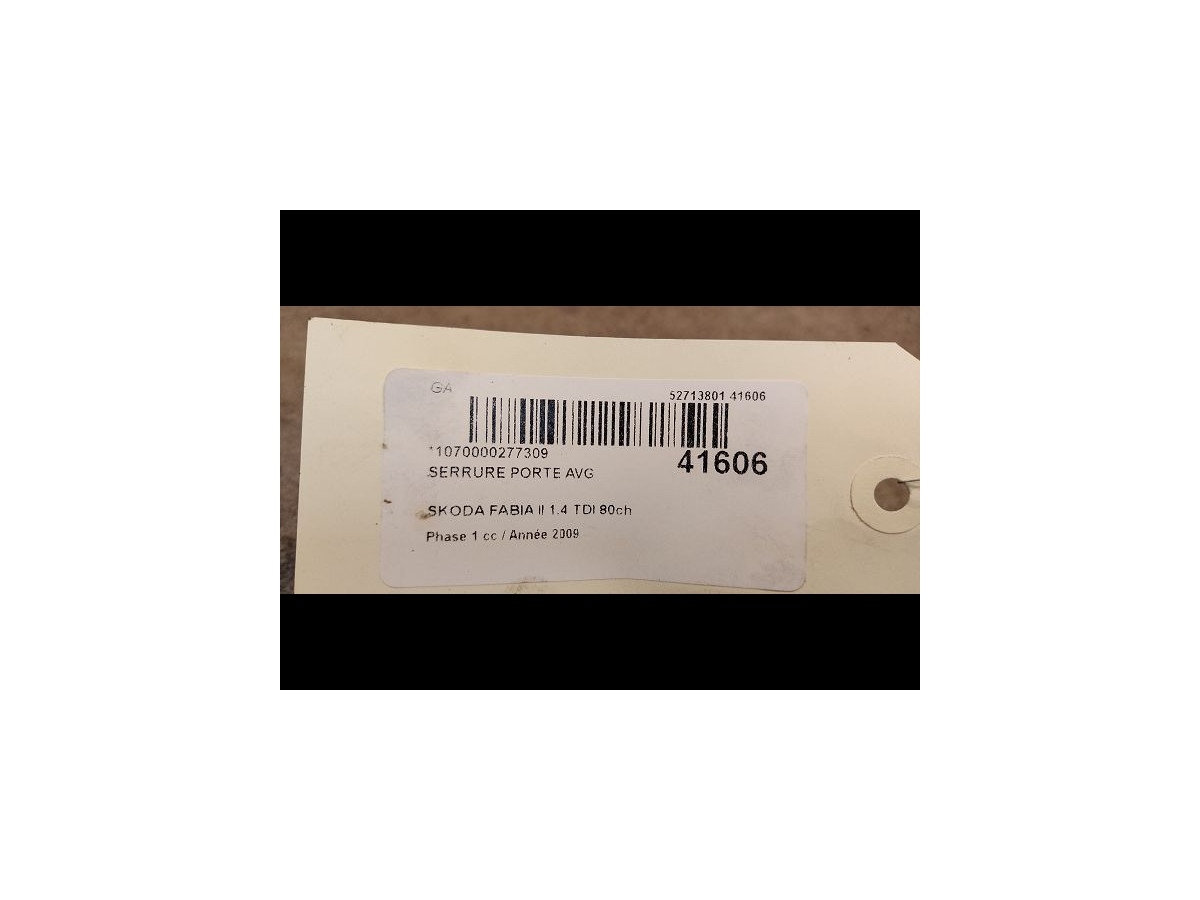 GA
52713801 41606
*1070000277309
41606
SERRURE PORTE AVG
SKODA FABIA II 1.4 TDI 80ch
Phase 1 cc / Année 2009